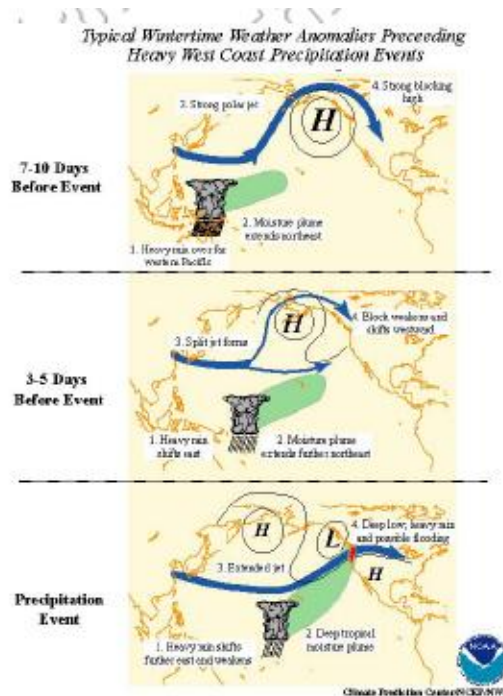 Typical Wintertime Weather Anomalies Preceeding
Heavy West Coast Precipitation Events
7-10 Days
Before Event
3. Strong polar jet
4. Strong blocking
high
H
2. Moisture plume
extends northeast
1. Heavy rain over far
western Pacific
3-5 Days
Before Event
3. Split jet forms
H
4. Block weakens and
shifts westward
1. Heavy rain
shifts east
2. Moisture plume
extends further northeast
Precipitation
Event
H
L
4. Deep low, heavy rain
and possible flooding
3. Extended jet
H
1. Heavy rain shifts
further east and weakens
2. Deep tropical
moisture plume
NOAA
Climate Prediction Center/NCEP/NWS